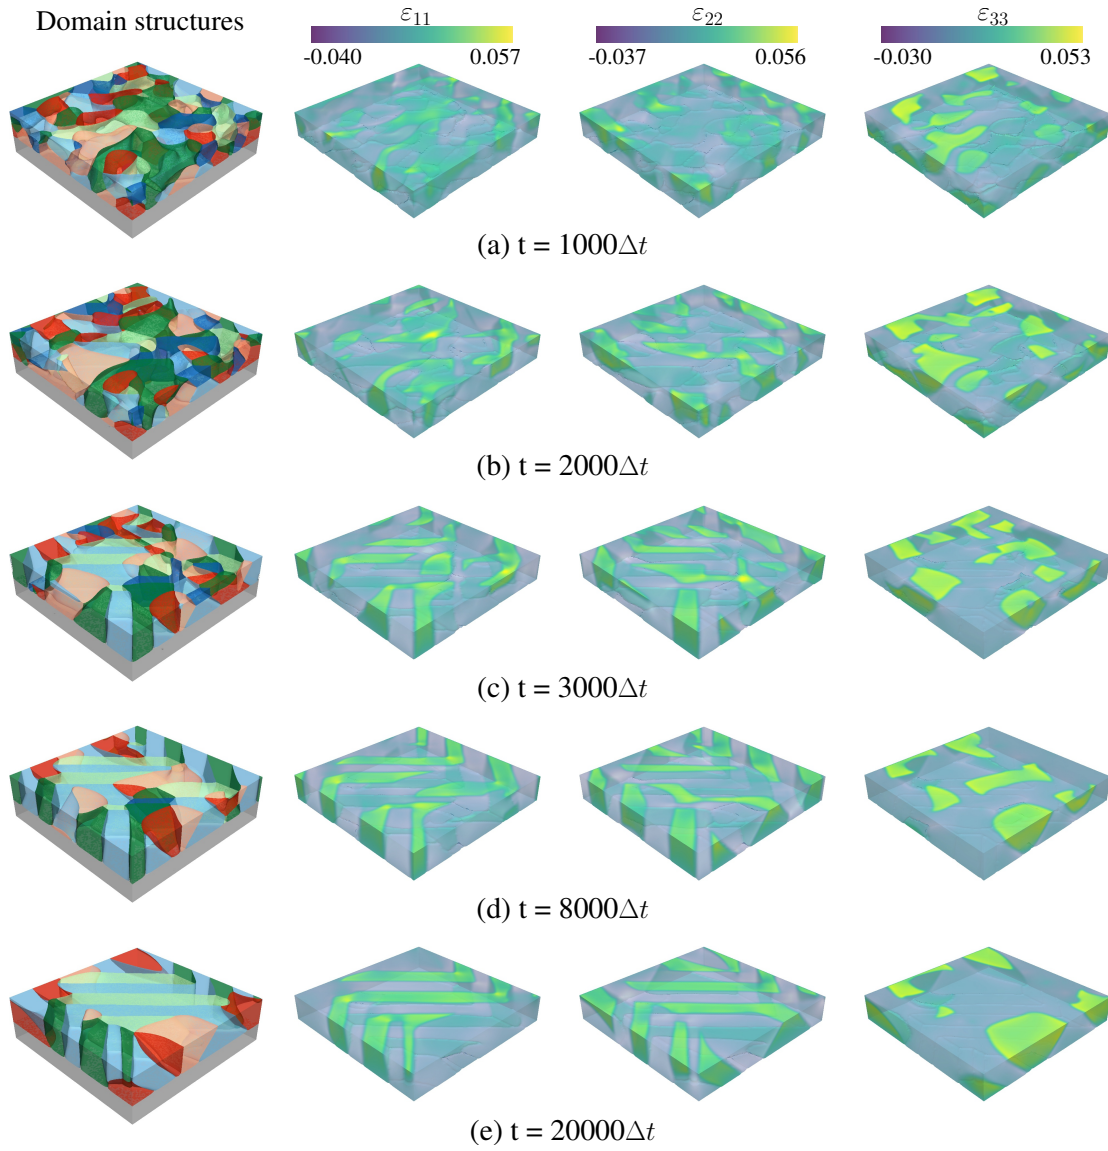 Domain structures
ε₁₁
-0.040 0.057
ε₂₂
-0.037 0.056
ε₃₃
-0.030 0.053
(a) t = 1000Δt
(b) t = 2000Δt
(c) t = 3000Δt
(d) t = 8000Δt
(e) t = 20000Δt